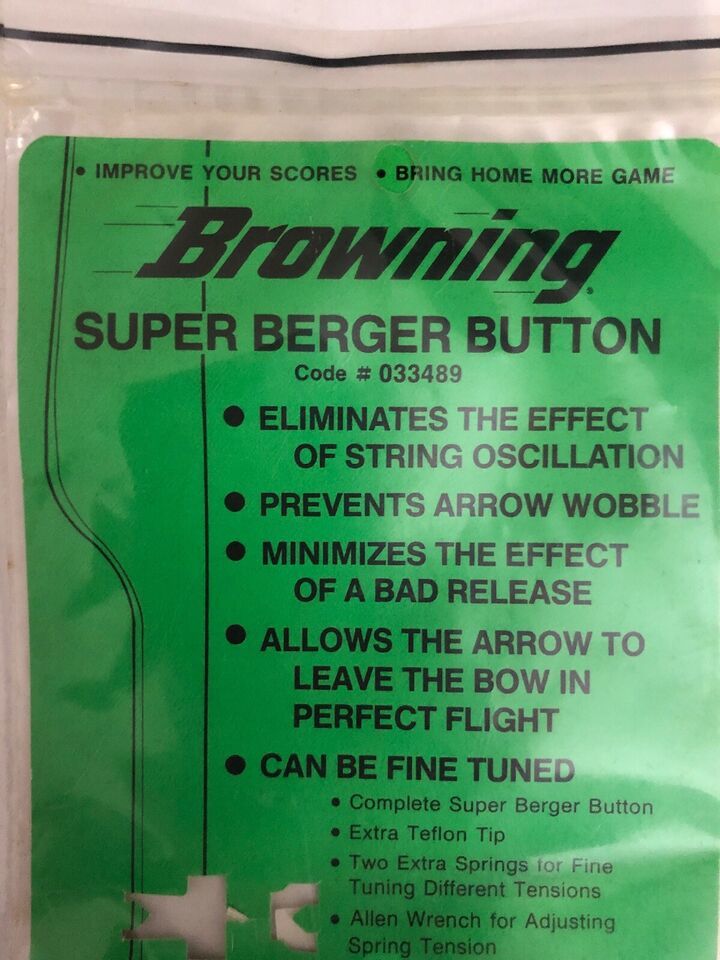 • IMPROVE YOUR SCORES • BRING HOME MORE GAME
Browning®
SUPER BERGER BUTTON
Code # 033489
● ELIMINATES THE EFFECT
OF STRING OSCILLATION
● PREVENTS ARROW WOBBLE
● MINIMIZES THE EFFECT
OF A BAD RELEASE
● ALLOWS THE ARROW TO
LEAVE THE BOW IN
PERFECT FLIGHT
● CAN BE FINE TUNED
• Complete Super Berger Button
• Extra Teflon Tip
• Two Extra Springs for Fine
Tuning Different Tensions
• Allen Wrench for Adjusting
Spring Tension